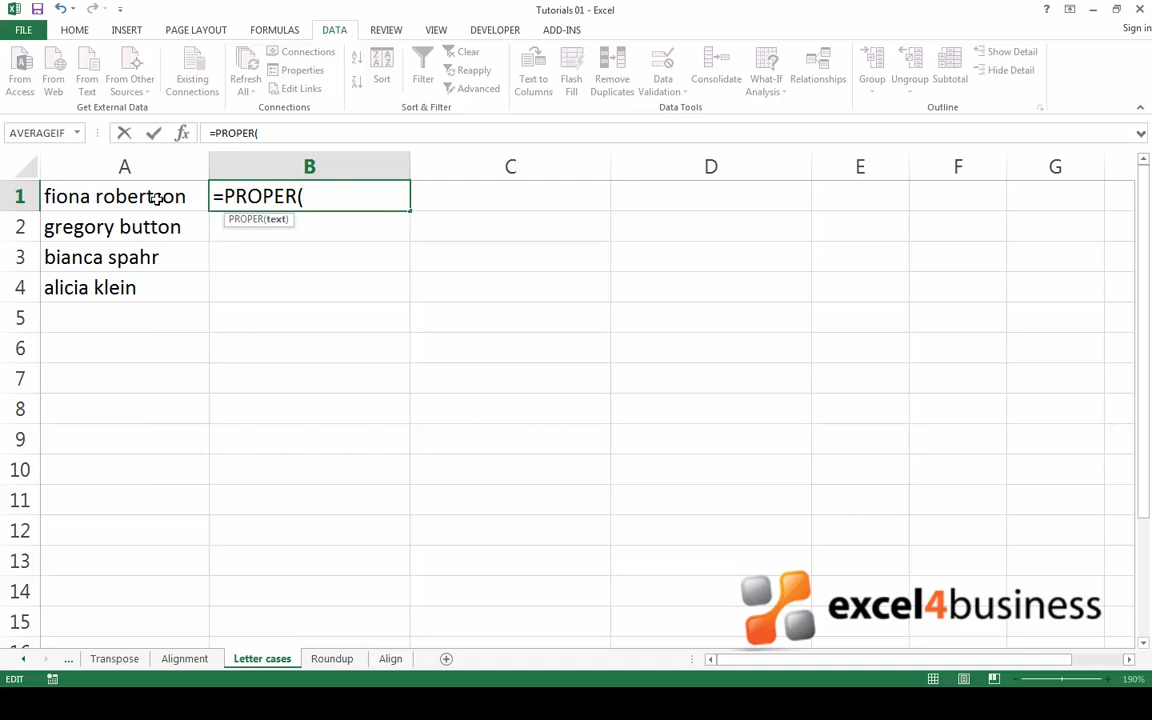 Tutorials 01 - Excel
Sign in
FILE HOME INSERT PAGE LAYOUT FORMULAS DATA REVIEW VIEW DEVELOPER ADD-INS
From Access
From Web
From Text
From Other Sources
Existing Connections
Get External Data
Refresh All
Connections
Properties
Edit Links
Connections
Sort
Filter
Clear
Reapply
Advanced
Sort & Filter
Text to Columns
Flash Fill
Remove Duplicates
Data Validation
Consolidate
What-If Analysis
Relationships
Data Tools
Group
Ungroup
Subtotal
Show Detail
Hide Detail
Outline
AVERAGEIF fx =PROPER(
A B C D E F G
1 fiona robertson =PROPER(
PROPER(text)
2 gregory button
3 bianca spahr
4 alicia klein
5
6
7
8
9
10
11
12
13
14
15
excel4business
... Transpose Alignment Letter cases Roundup Align
EDIT 190%